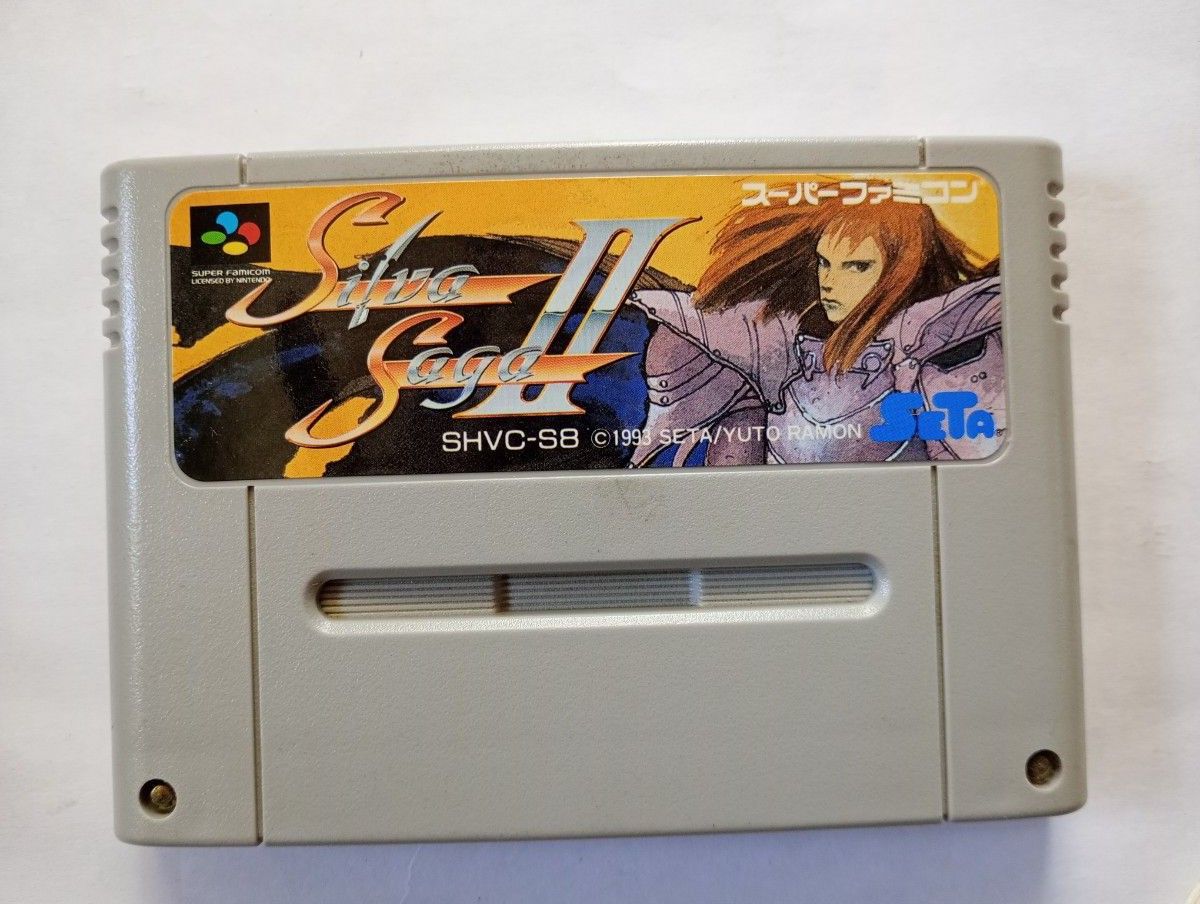 スーパーファミコン
SUPER FAMICOM
LICENSED BY NINTENDO
Silva
Saga II
SHVC-S8 ©1993 SETA/YUTO RAMON
SETA